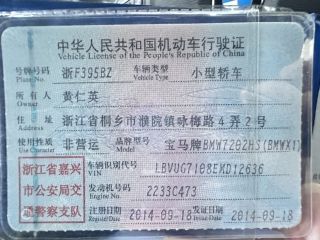 中华人民共和国机动车行驶证
Vehicle License of the People's Republic of China
号牌号码 浙F395BZ 车辆类型 小型轿车
Plate No. Vehicle Type
所有人 黄仁英
Owner
住址 浙江省桐乡市濮院镇咏梅路4弄2号
Address
使用性质 非营运 品牌型号 宝马牌BMW7202HS(BMWX1)
Use Character Model
浙江省嘉兴市公安局交通警察支队
车辆识别代号 LBVUG7108EMD12636
VIN
发动机号码 2233C473
Engine No.
注册日期 2014-09-18 发证日期 2014-09-18
Register Date Issue Date